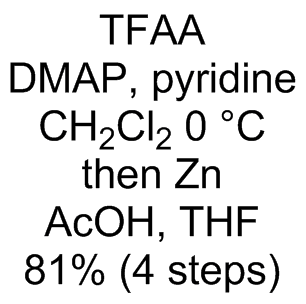 TFAA
DMAP, pyridine
CH₂Cl₂ 0 °C
then Zn
AcOH, THF
81% (4 steps)